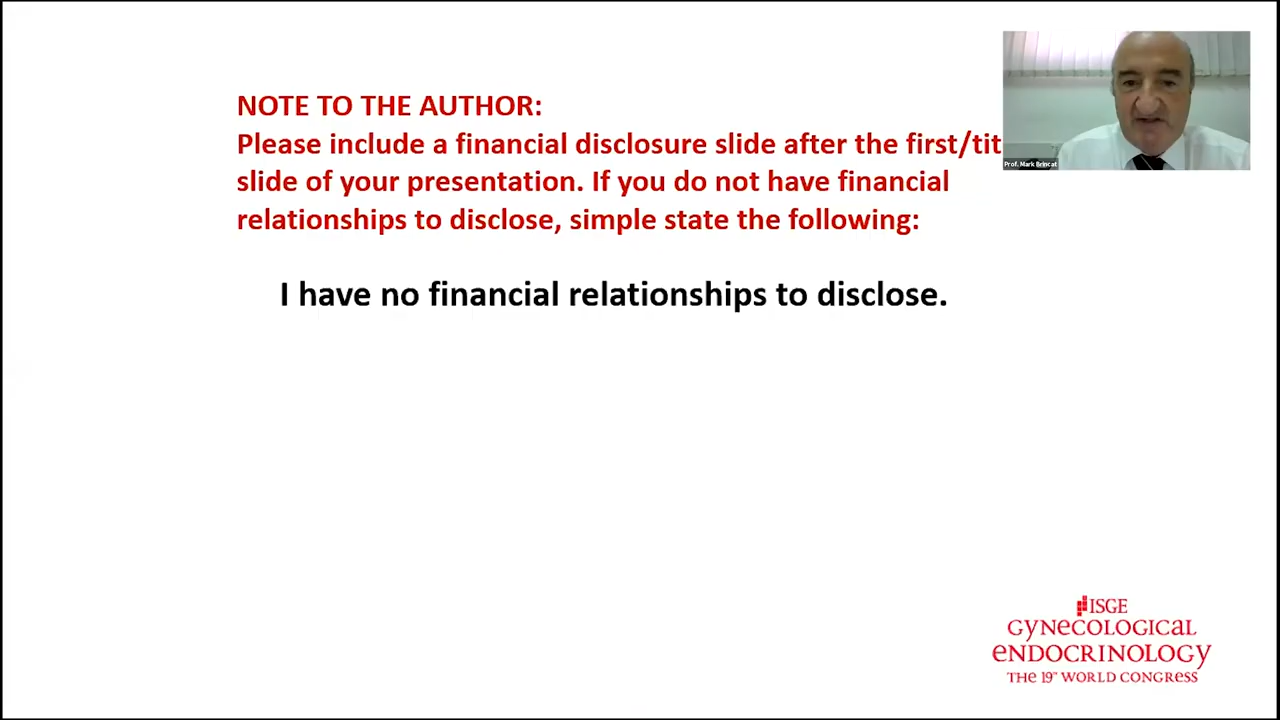 NOTE TO THE AUTHOR:
Please include a financial disclosure slide after the first/tit
slide of your presentation. If you do not have financial
relationships to disclose, simple state the following:
I have no financial relationships to disclose.
Prof. Mark Brincat
ISGE
GYNECOLOGICAL
ENDOCRINOLOGY
THE 19TH WORLD CONGRESS